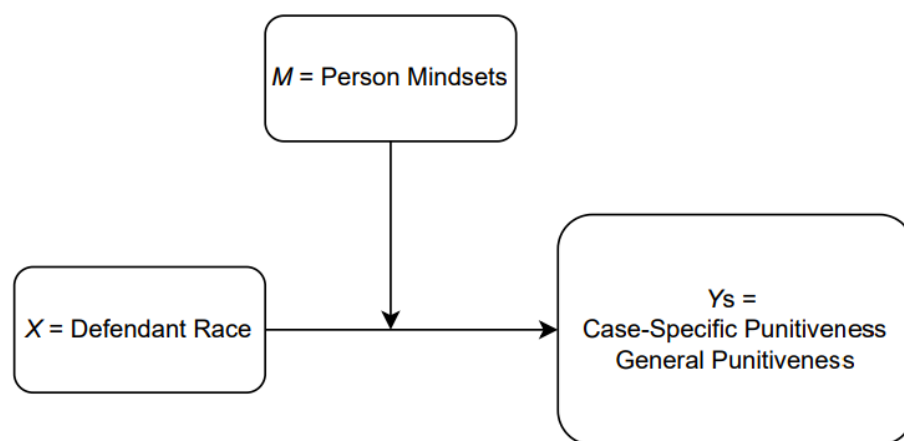 M = Person Mindsets
X = Defendant Race
Ys =
Case-Specific Punitiveness
General Punitiveness